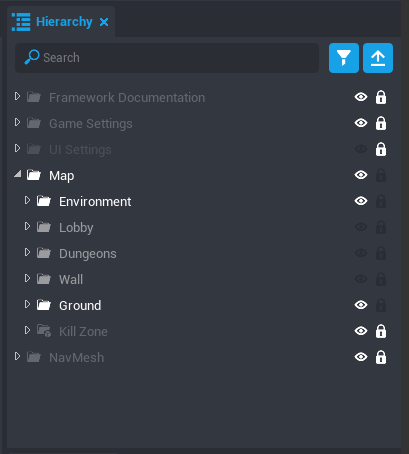 Hierarchy
Search
Framework Documentation
Game Settings
UI Settings
Map
Environment
Lobby
Dungeons
Wall
Ground
Kill Zone
NavMesh